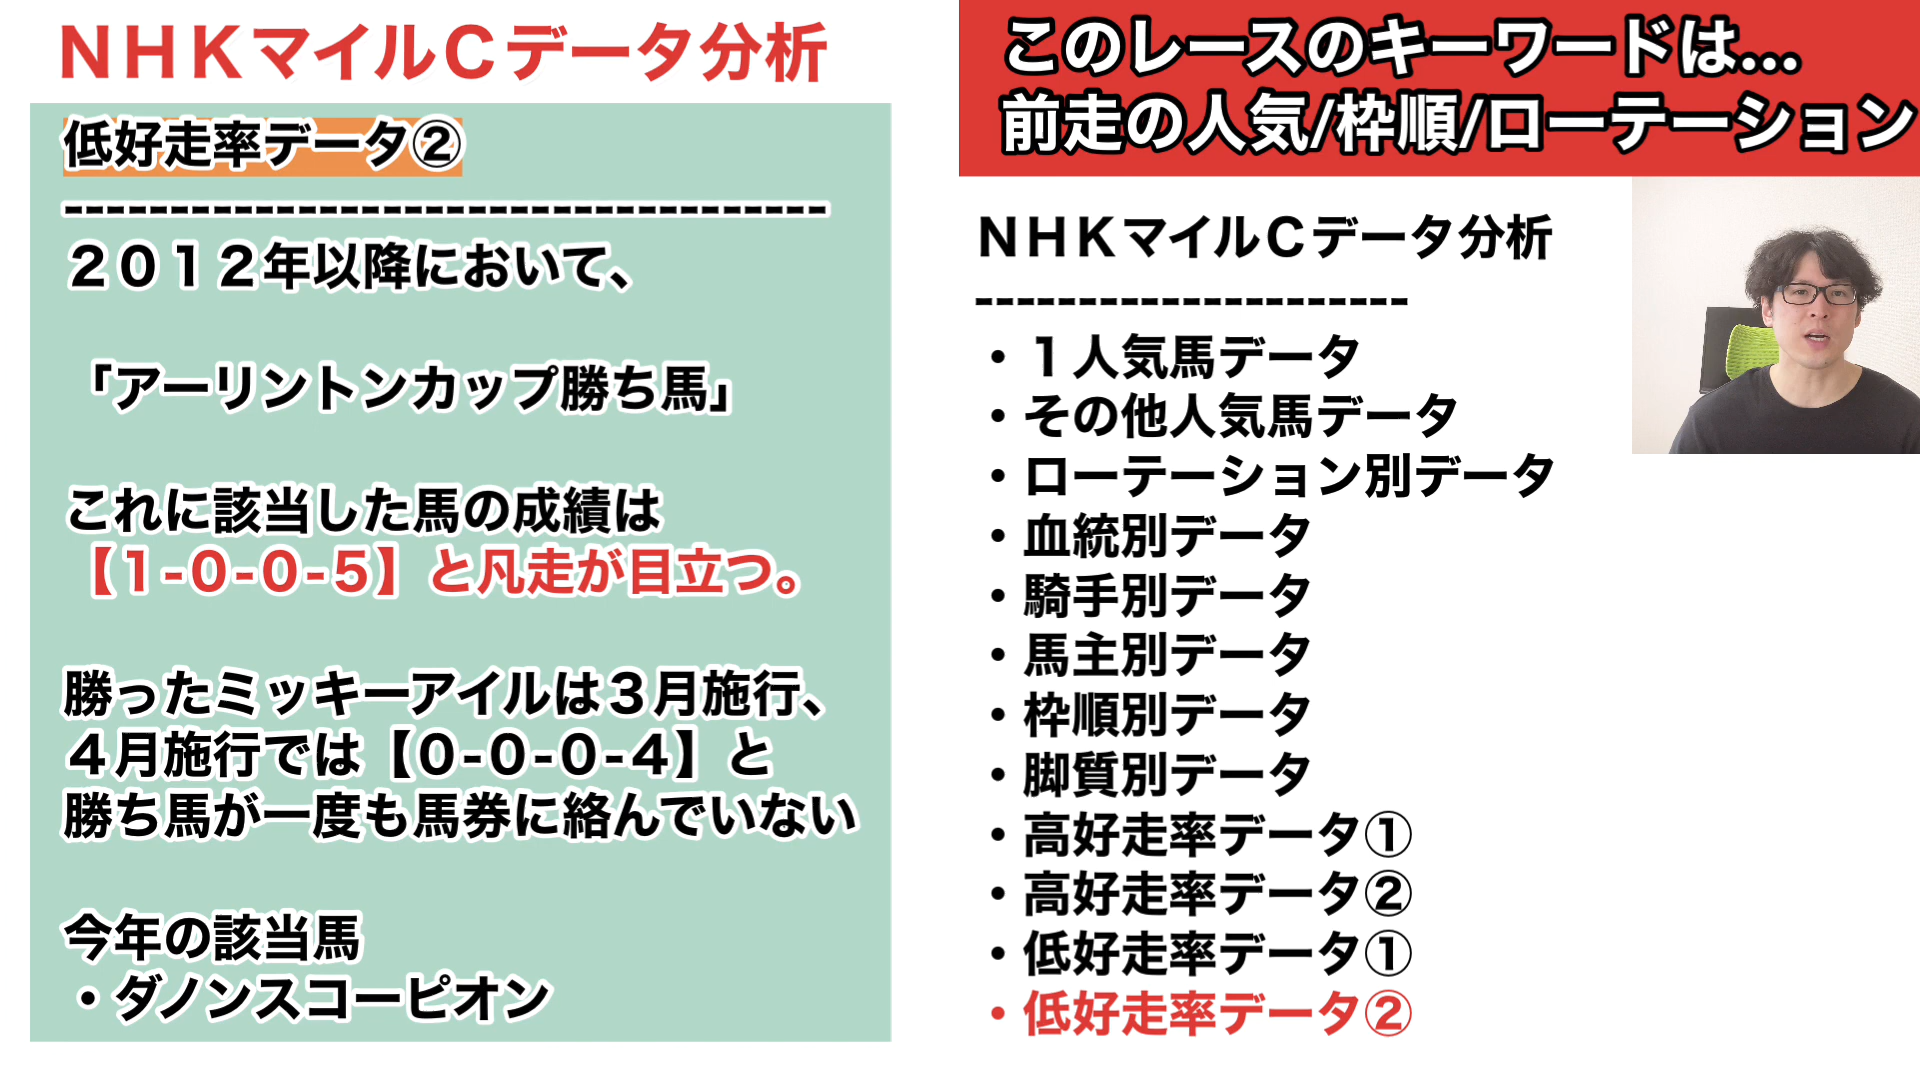 ＮＨＫマイルＣデータ分析
低好走率データ②
------------------------------------
２０１２年以降において、
「アーリントンカップ勝ち馬」
これに該当した馬の成績は
【１-０-０-５】と凡走が目立つ。
勝ったミッキーアイルは３月施行、
４月施行では【０-０-０-４】と
勝ち馬が一度も馬券に絡んでいない
今年の該当馬
・ダノンスコーピオン
このレースのキーワードは...
前走の人気/枠順/ローテーション
ＮＨＫマイルＣデータ分析
---------------------
・１人気馬データ
・その他人気馬データ
・ローテーション別データ
・血統別データ
・騎手別データ
・馬主別データ
・枠順別データ
・脚質別データ
・高好走率データ①
・高好走率データ②
・低好走率データ①
・低好走率データ②